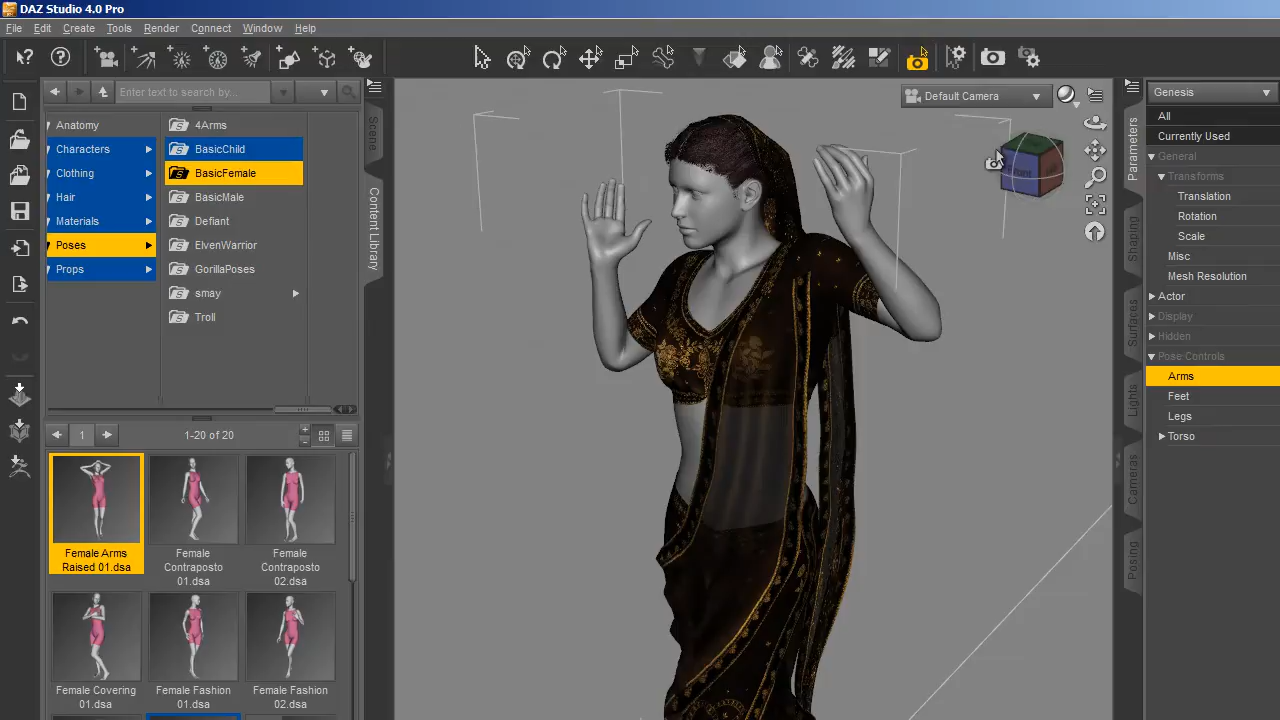 DAZ Studio 4.0 Pro
File Edit Create Tools Render Connect Window Help
Enter text to search by...
Anatomy
Characters
Clothing
Hair
Materials
Poses
Props
4Arms
BasicChild
BasicFemale
BasicMale
Defiant
ElvenWarrior
GorillaPoses
smay
Troll
Scene
Content Library
1
1-20 of 20
Female Arms
Raised 01.dsa
Female
Contraposto
01.dsa
Female
Contraposto
02.dsa
Female Covering
01.dsa
Female Fashion
01.dsa
Female Fashion
02.dsa
Default Camera
Parameters
Shaping
Surfaces
Lights
Cameras
Posing
Genesis
All
Currently Used
General
Transforms
Translation
Rotation
Scale
Misc
Mesh Resolution
Actor
Display
Hidden
Pose Controls
Arms
Feet
Legs
Torso